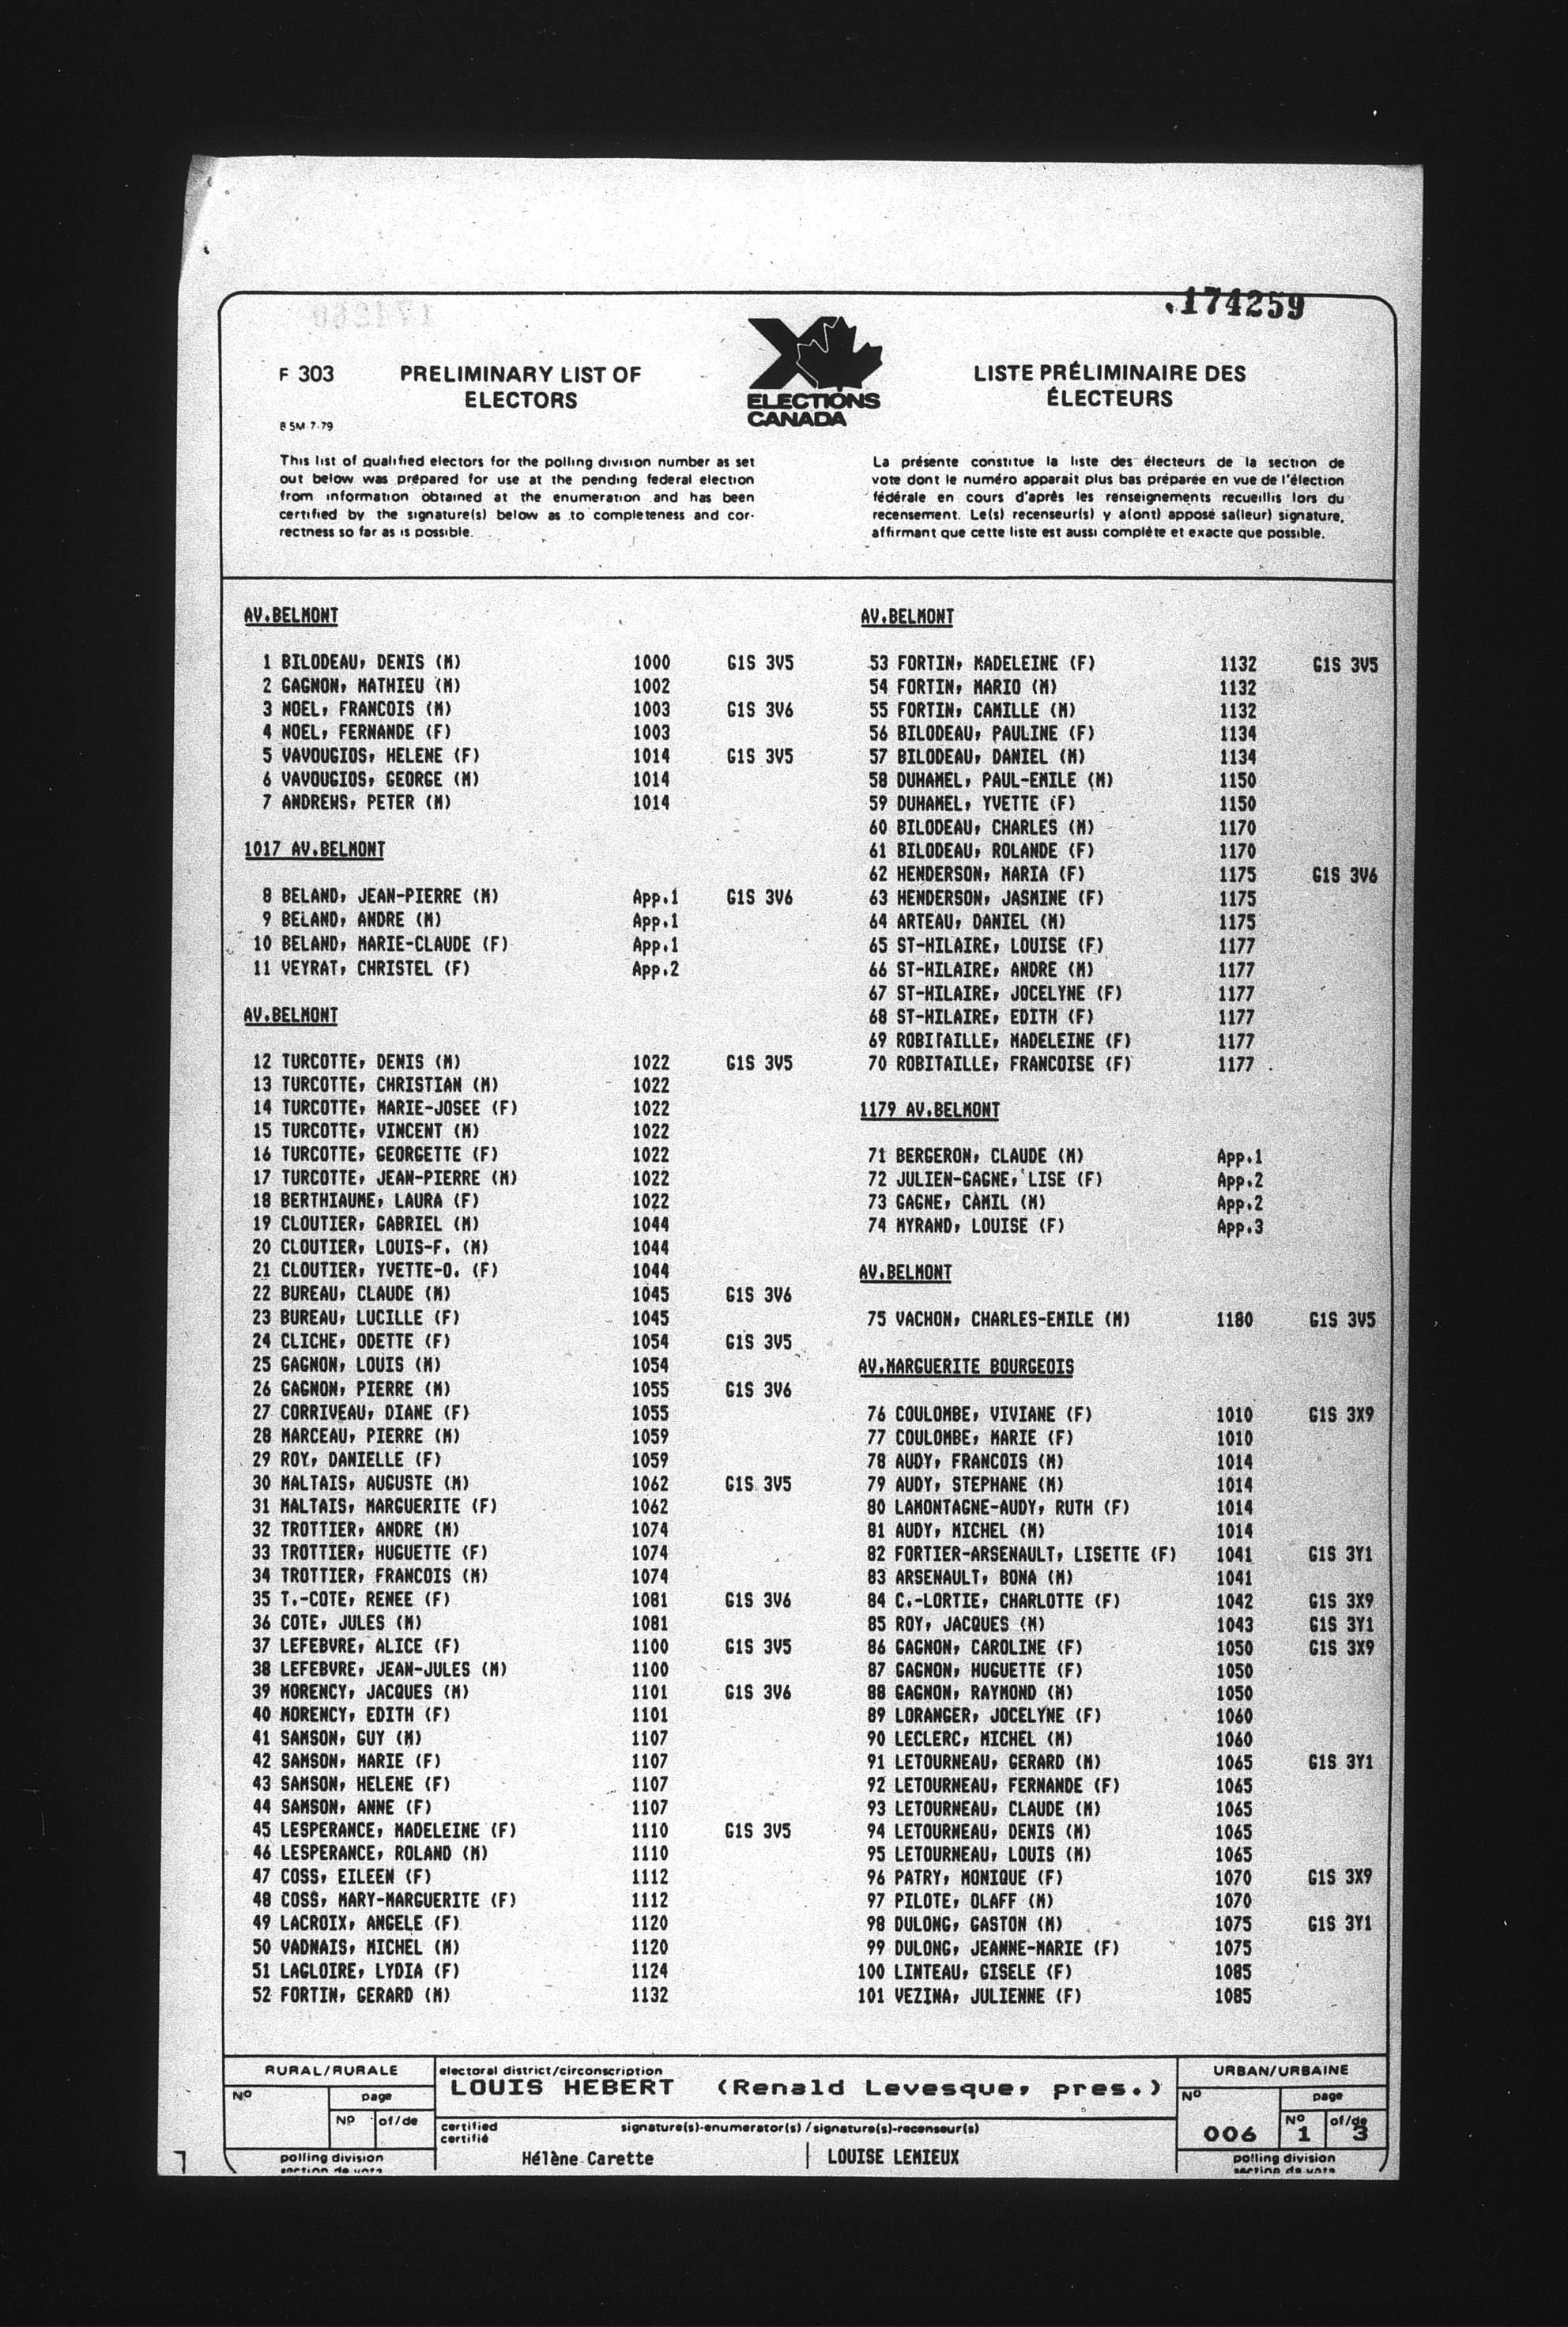 .174259
F 303
PRELIMINARY LIST OF
ELECTORS
8 5M-7-79
ELECTIONS
CANADA
LISTE PRÉLIMINAIRE DES
ÉLECTEURS
This list of qualified electors for the polling division number as set
out below was prepared for use at the pending federal election
from information obtained at the enumeration and has been
certified by the signature(s) below as to completeness and cor-
rectness so far as is possible.
La présente constitue la liste des électeurs de la section de
vote dont le numéro apparait plus bas préparée en vue de l'élection
fédérale en cours d'après les renseignements recueillis lors du
recensement. Le(s) recenseur(s) y a(ont) apposé sa(leur) signature,
affirmant que cette liste est aussi complète et exacte que possible.
AV.BELMONT
1 BILODEAU, DENIS (M) 1000 G1S 3V5
2 GAGNON, MATHIEU (M) 1002
3 NOEL, FRANCOIS (M) 1003 G1S 3V6
4 NOEL, FERNANDE (F) 1003
5 VAVOUGIOS, HELENE (F) 1014 G1S 3V5
6 VAVOUGIOS, GEORGE (M) 1014
7 ANDREWS, PETER (M) 1014
1017 AV.BELMONT
8 BELAND, JEAN-PIERRE (M) App.1 G1S 3V6
9 BELAND, ANDRE (M) App.1
10 BELAND, MARIE-CLAUDE (F) App.1
11 VEYRAT, CHRISTEL (F) App.2
AV.BELMONT
12 TURCOTTE, DENIS (M) 1022 G1S 3V5
13 TURCOTTE, CHRISTIAN (M) 1022
14 TURCOTTE, MARIE-JOSEE (F) 1022
15 TURCOTTE, VINCENT (M) 1022
16 TURCOTTE, GEORGETTE (F) 1022
17 TURCOTTE, JEAN-PIERRE (M) 1022
18 BERTHIAUME, LAURA (F) 1022
19 CLOUTIER, GABRIEL (M) 1044
20 CLOUTIER, LOUIS-F. (M) 1044
21 CLOUTIER, YVETTE-O. (F) 1044
22 BUREAU, CLAUDE (M) 1045 G1S 3V6
23 BUREAU, LUCILLE (F) 1045
24 CLICHE, ODETTE (F) 1054 G1S 3V5
25 GAGNON, LOUIS (M) 1054
26 GAGNON, PIERRE (M) 1055 G1S 3V6
27 CORRIVEAU, DIANE (F) 1055
28 MARCEAU, PIERRE (M) 1059
29 ROY, DANIELLE (F) 1059
30 MALTAIS, AUGUSTE (M) 1062 G1S 3V5
31 MALTAIS, MARGUERITE (F) 1062
32 TROTTIER, ANDRE (M) 1074
33 TROTTIER, HUGUETTE (F) 1074
34 TROTTIER, FRANCOIS (M) 1074
35 T.-COTE, RENEE (F) 1081 G1S 3V6
36 COTE, JULES (M) 1081
37 LEFEBVRE, ALICE (F) 1100 G1S 3V5
38 LEFEBVRE, JEAN-JULES (M) 1100
39 MORENCY, JACQUES (M) 1101 G1S 3V6
40 MORENCY, EDITH (F) 1101
41 SAMSON, GUY (M) 1107
42 SAMSON, MARIE (F) 1107
43 SAMSON, HELENE (F) 1107
44 SAMSON, ANNE (F) 1107
45 LESPERANCE, MADELEINE (F) 1110 G1S 3V5
46 LESPERANCE, ROLAND (M) 1110
47 COSS, EILEEN (F) 1112
48 COSS, MARY-MARGUERITE (F) 1112
49 LACROIX, ANGELE (F) 1120
50 VADNAIS, MICHEL (M) 1120
51 LAGLOIRE, LYDIA (F) 1124
52 FORTIN, GERARD (M) 1132
AV.BELMONT
53 FORTIN, MADELEINE (F) 1132 G1S 3V5
54 FORTIN, MARIO (M) 1132
55 FORTIN, CAMILLE (M) 1132
56 BILODEAU, PAULINE (F) 1134
57 BILODEAU, DANIEL (M) 1134
58 DUHAMEL, PAUL-EMILE (M) 1150
59 DUHAMEL, YVETTE (F) 1150
60 BILODEAU, CHARLES (M) 1170
61 BILODEAU, ROLANDE (F) 1170
62 HENDERSON, MARIA (F) 1175 G1S 3V6
63 HENDERSON, JASMINE (F) 1175
64 ARTEAU, DANIEL (M) 1175
65 ST-HILAIRE, LOUISE (F) 1177
66 ST-HILAIRE, ANDRE (M) 1177
67 ST-HILAIRE, JOCELYNE (F) 1177
68 ST-HILAIRE, EDITH (F) 1177
69 ROBITAILLE, MADELEINE (F) 1177
70 ROBITAILLE, FRANCOISE (F) 1177
1179 AV.BELMONT
71 BERGERON, CLAUDE (M) App.1
72 JULIEN-GAGNE, LISE (F) App.2
73 GAGNE, CAMIL (M) App.2
74 MYRAND, LOUISE (F) App.3
AV.BELMONT
75 VACHON, CHARLES-EMILE (M) 1180 G1S 3V5
AV.MARGUERITE BOURGEOIS
76 COULOMBE, VIVIANE (F) 1010 G1S 3X9
77 COULOMBE, MARIE (F) 1010
78 AUDY, FRANCOIS (M) 1014
79 AUDY, STEPHANE (M) 1014
80 LAMONTAGNE-AUDY, RUTH (F) 1014
81 AUDY, MICHEL (M) 1014
82 FORTIER-ARSENAULT, LISETTE (F) 1041 G1S 3Y1
83 ARSENAULT, BONA (M) 1041
84 C.-LORTIE, CHARLOTTE (F) 1042 G1S 3X9
85 ROY, JACQUES (M) 1043 G1S 3Y1
86 GAGNON, CAROLINE (F) 1050 G1S 3X9
87 GAGNON, HUGUETTE (F) 1050
88 GAGNON, RAYMOND (M) 1050
89 LORANGER, JOCELYNE (F) 1060
90 LECLERC, MICHEL (M) 1060
91 LETOURNEAU, GERARD (M) 1065 G1S 3Y1
92 LETOURNEAU, FERNANDE (F) 1065
93 LETOURNEAU, CLAUDE (M) 1065
94 LETOURNEAU, DENIS (M) 1065
95 LETOURNEAU, LOUIS (M) 1065
96 PATRY, MONIQUE (F) 1070 G1S 3X9
97 PILOTE, OLAFF (M) 1070
98 DULONG, GASTON (M) 1075 G1S 3Y1
99 DULONG, JEANNE-MARIE (F) 1075
100 LINTEAU, GISELE (F) 1085
101 VEZINA, JULIENNE (F) 1085
RURAL/RURALE
No page
No of/de
polling division
section de vote
electoral district/circonscription
LOUIS HEBERT (Renald Levesque, pres.)
certified signature(s)-enumerator(s) / signature(s)-recenseur(s)
certifié
Hélène Carette LOUISE LEMIEUX
URBAN/URBAINE
No page
006 No 1 of/de 3
polling division
section de vote